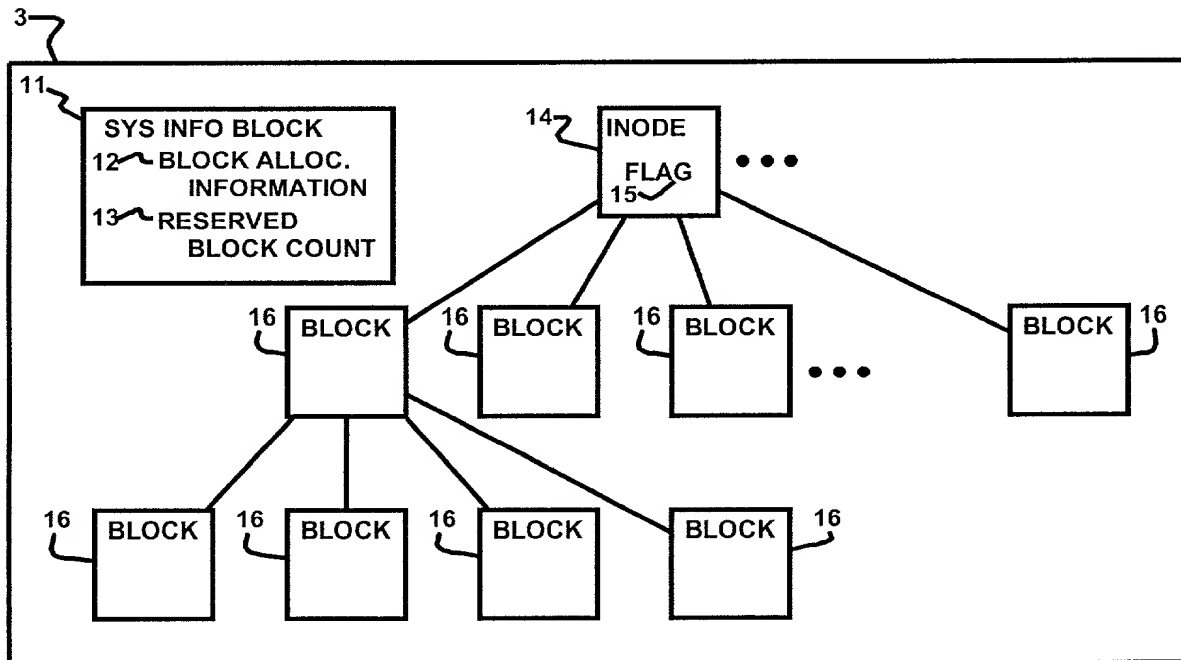 3
11
SYS INFO BLOCK
12 BLOCK ALLOC.
INFORMATION
13 RESERVED
BLOCK COUNT
14 INODE
FLAG
15
16 BLOCK
16 BLOCK
16 BLOCK
BLOCK 16
16 BLOCK
16 BLOCK
16 BLOCK
BLOCK 16